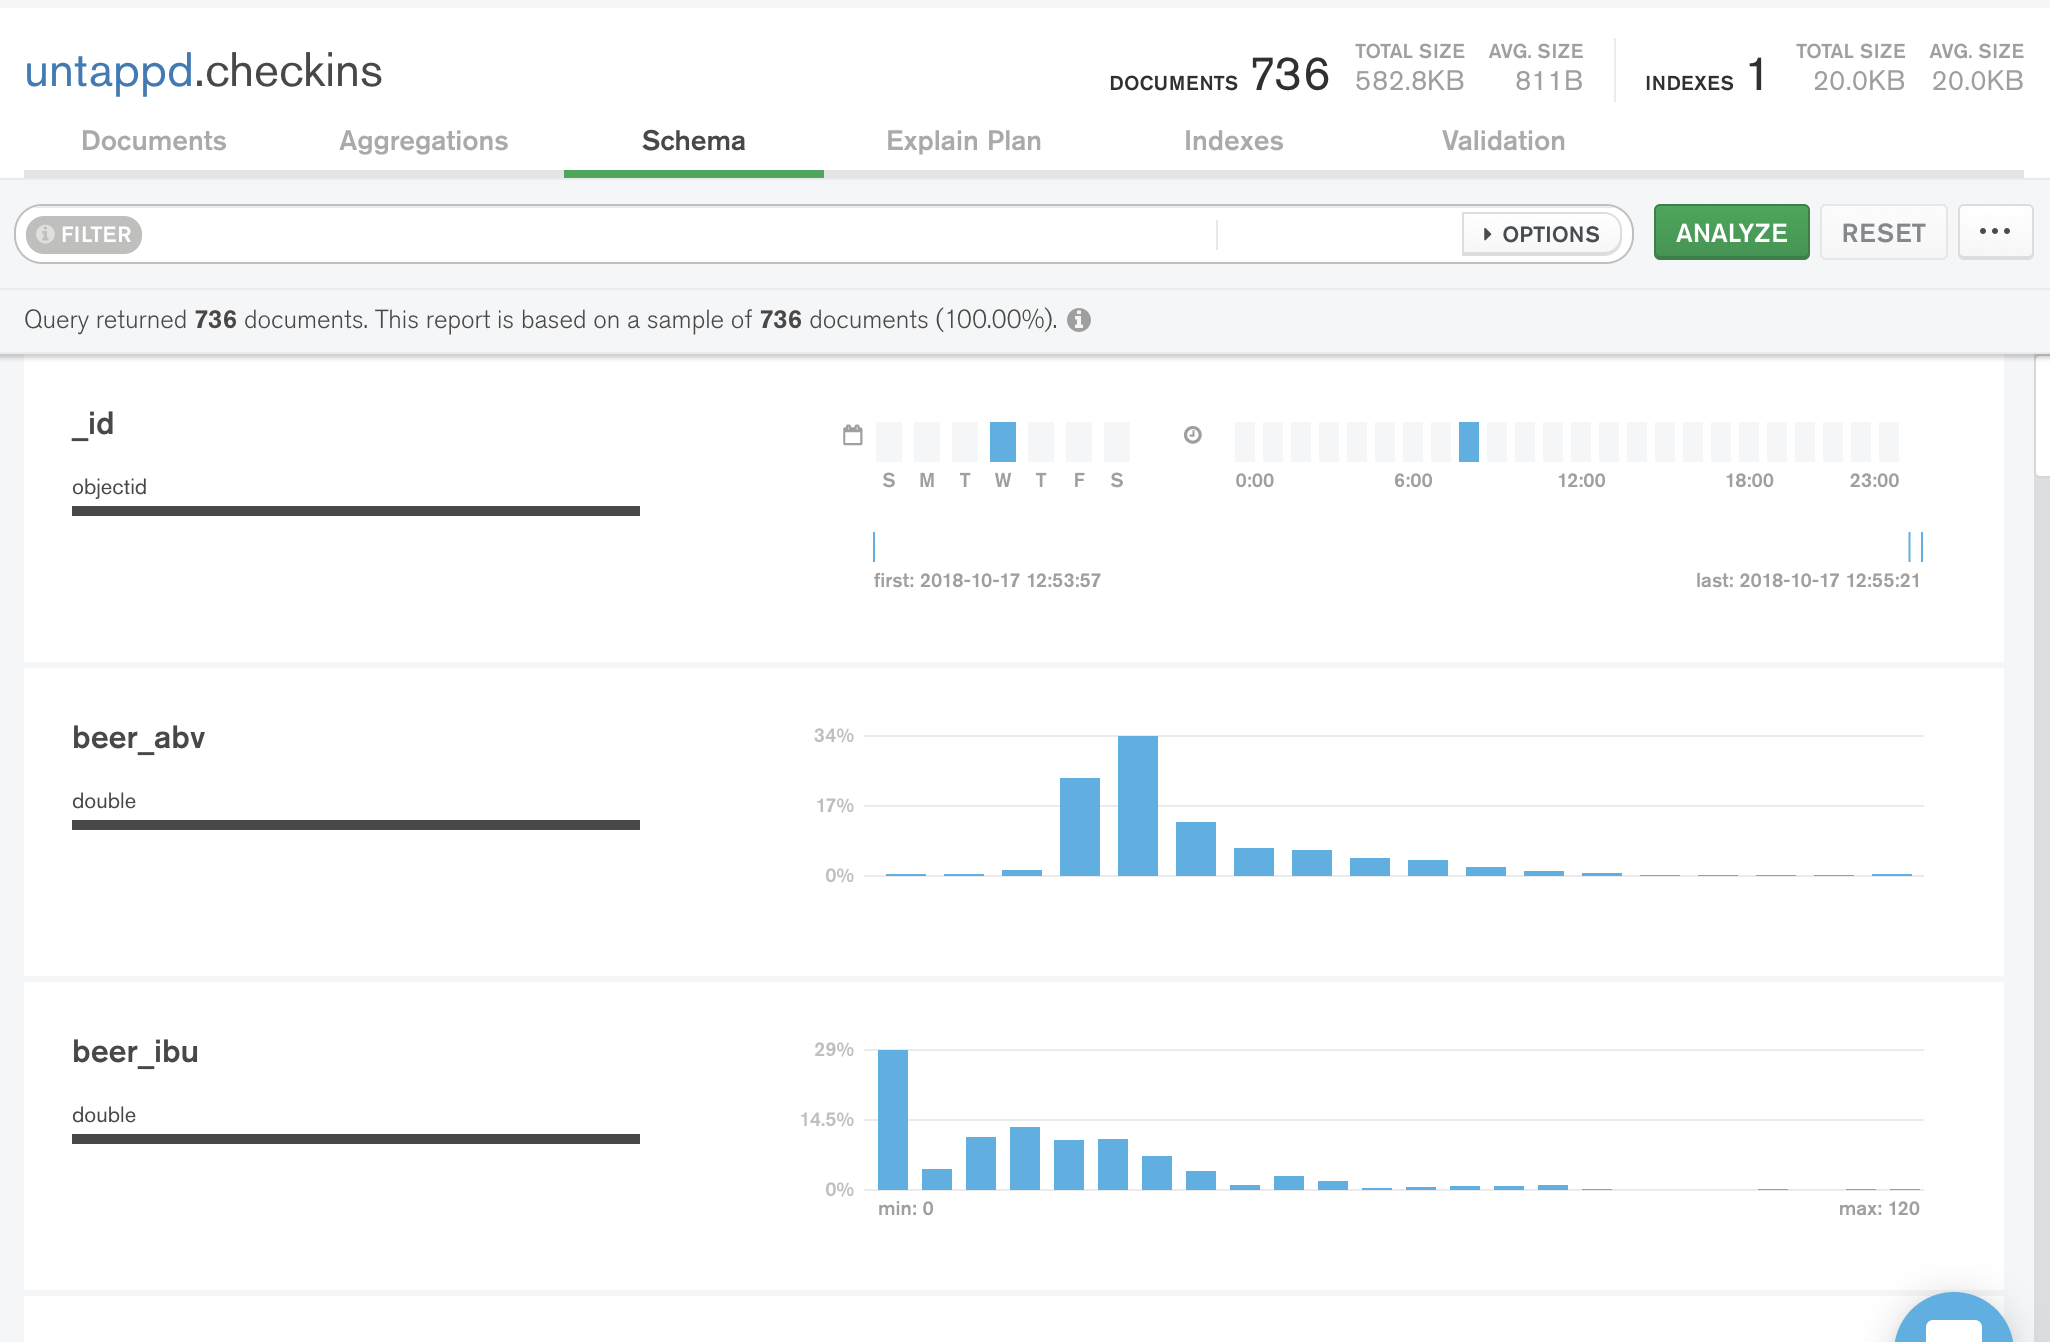 untappd.checkins
DOCUMENTS 736 TOTAL SIZE 582.8KB AVG. SIZE 811B INDEXES 1 TOTAL SIZE 20.0KB AVG. SIZE 20.0KB
Documents Aggregations Schema Explain Plan Indexes Validation
FILTER OPTIONS ANALYZE RESET ...
Query returned 736 documents. This report is based on a sample of 736 documents (100.00%).
_id
objectid
S M T W T F S 0:00 6:00 12:00 18:00 23:00
first: 2018-10-17 12:53:57 last: 2018-10-17 12:55:21
beer_abv
double
34%
17%
0%
beer_ibu
double
29%
14.5%
0%
min: 0 max: 120